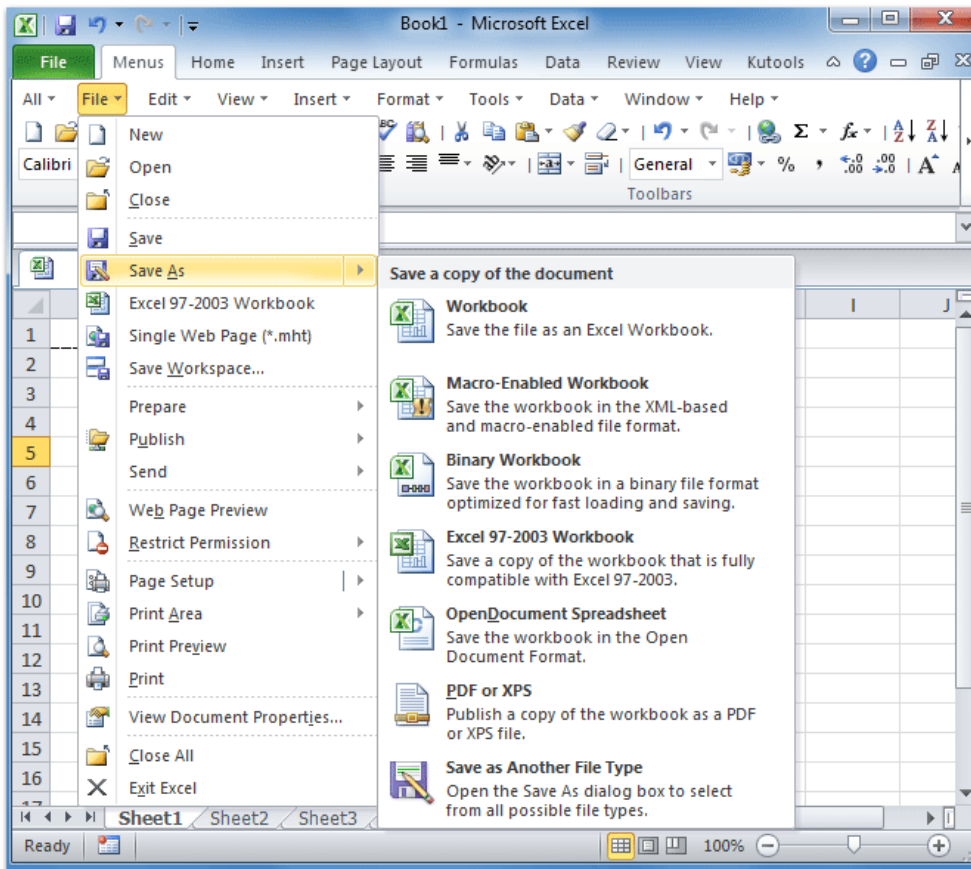 Book1 - Microsoft Excel
File Menus Home Insert Page Layout Formulas Data Review View Kutools
All File Edit View Insert Format Tools Data Window Help
Calibri General % , .00
Toolbars
New
Open
Close
Save
Save As
Excel 97-2003 Workbook
Single Web Page (*.mht)
Save Workspace...
Prepare
Publish
Send
Web Page Preview
Restrict Permission
Page Setup
Print Area
Print Preview
Print
View Document Properties...
Close All
Exit Excel
Save a copy of the document
Workbook
Save the file as an Excel Workbook.
Macro-Enabled Workbook
Save the workbook in the XML-based
and macro-enabled file format.
Binary Workbook
Save the workbook in a binary file format
optimized for fast loading and saving.
Excel 97-2003 Workbook
Save a copy of the workbook that is fully
compatible with Excel 97-2003.
OpenDocument Spreadsheet
Save the workbook in the Open
Document Format.
PDF or XPS
Publish a copy of the workbook as a PDF
or XPS file.
Save as Another File Type
Open the Save As dialog box to select
from all possible file types.
I J
1
2
3
4
5
6
7
8
9
10
11
12
13
14
15
16
17
Sheet1 Sheet2 Sheet3
Ready 100%